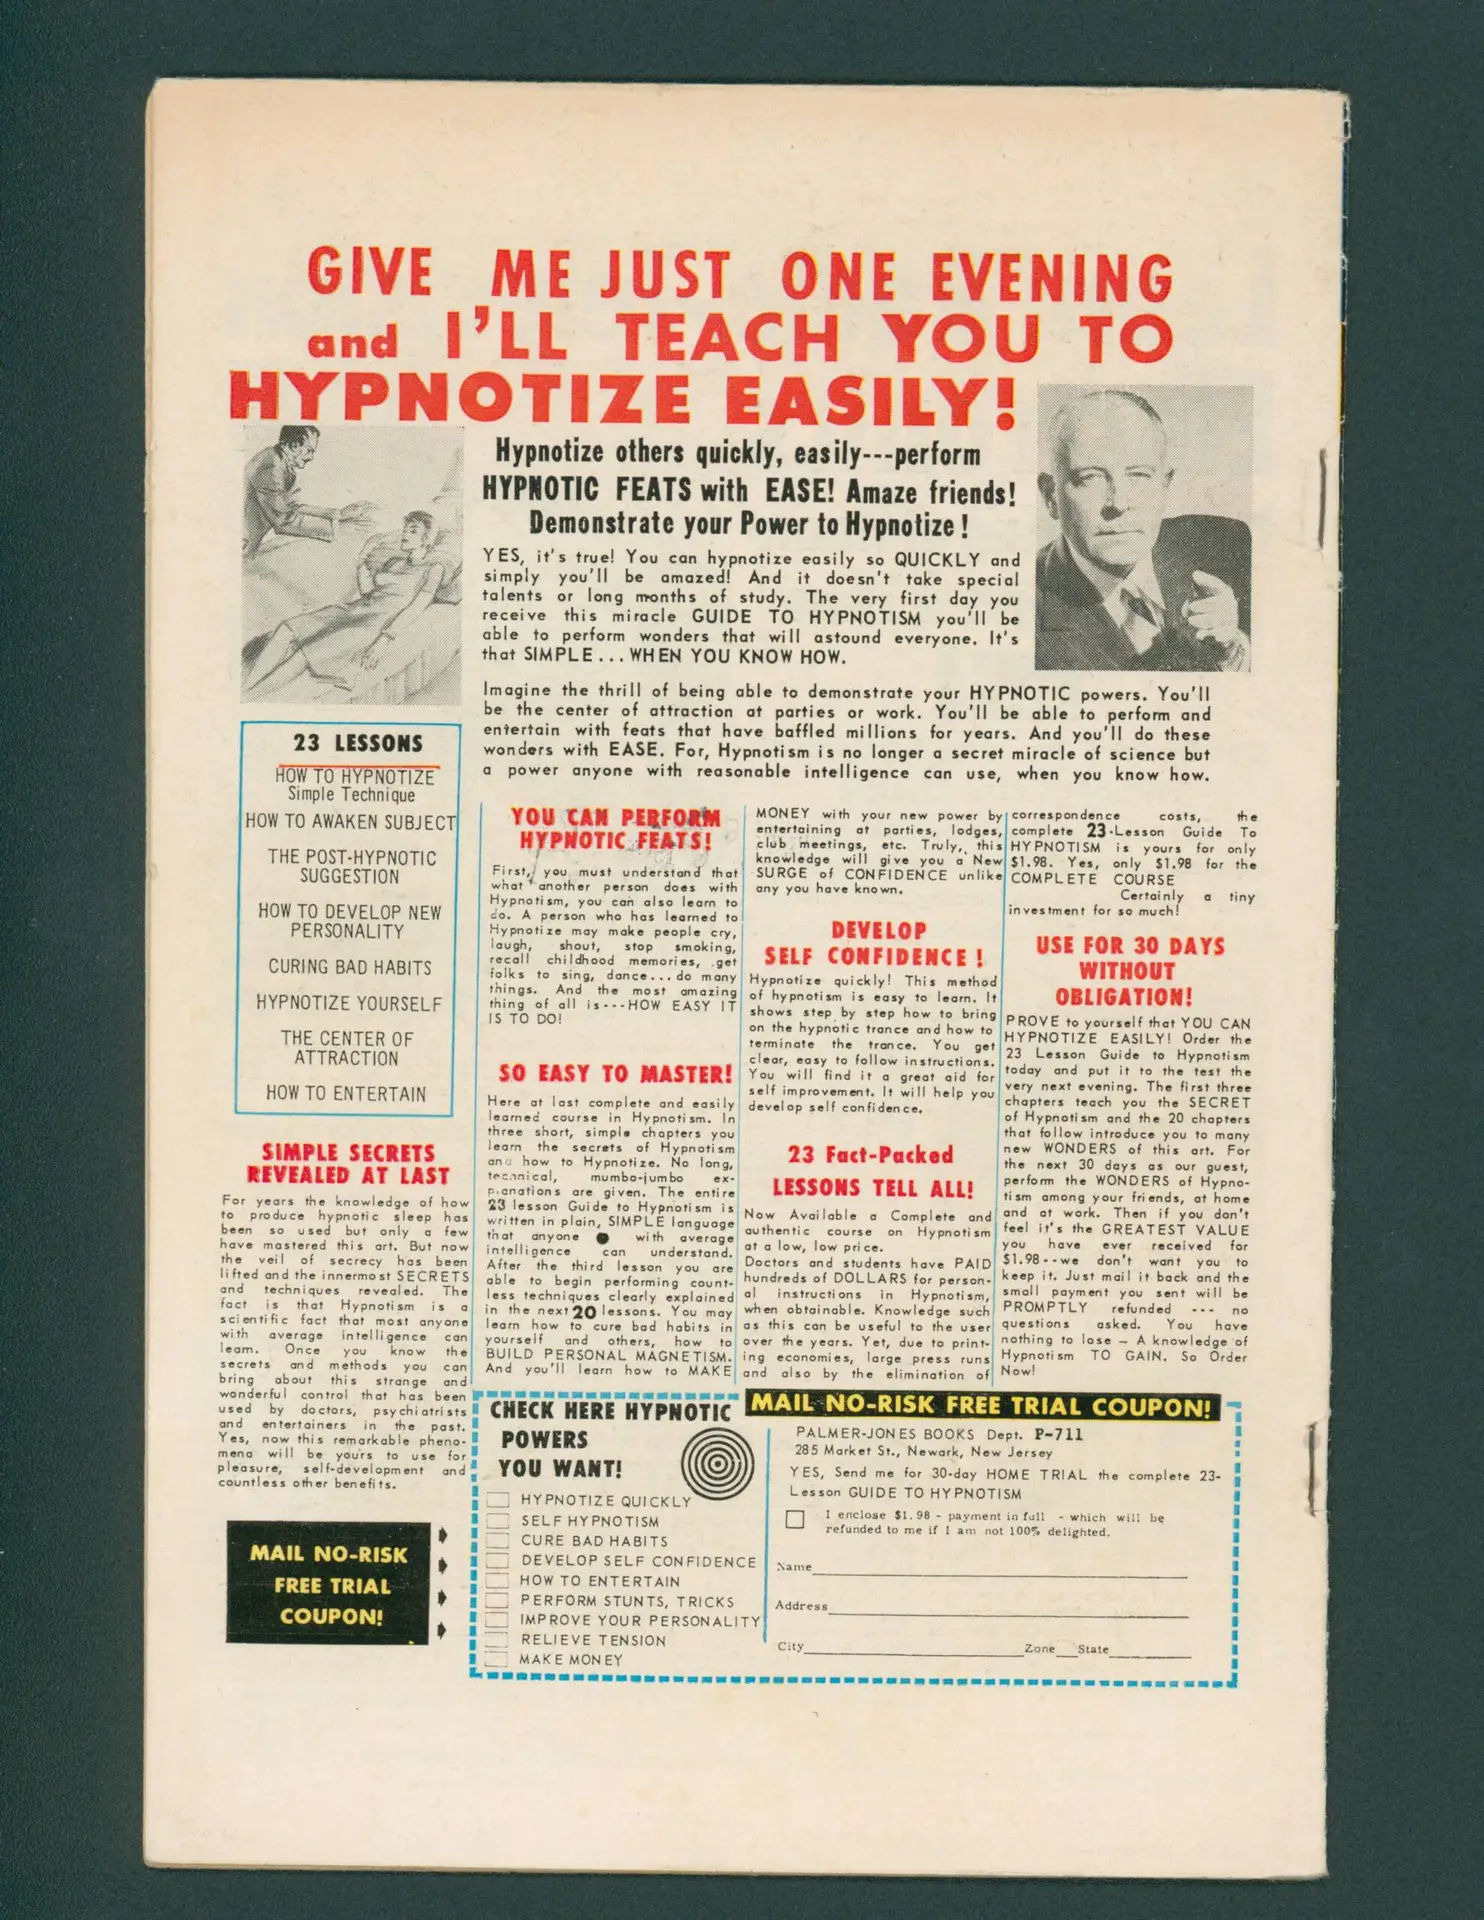 GIVE ME JUST ONE EVENING
and I'LL TEACH YOU TO
HYPNOTIZE EASILY!
Hypnotize others quickly, easily---perform
HYPNOTIC FEATS with EASE! Amaze friends!
Demonstrate your Power to Hypnotize!
YES, it's true! You can hypnotize easily so QUICKLY and
simply you'll be amazed! And it doesn't take special
talents or long months of study. The very first day you
receive this miracle GUIDE TO HYPNOTISM you'll be
able to perform wonders that will astound everyone. It's
that SIMPLE...WHEN YOU KNOW HOW.
Imagine the thrill of being able to demonstrate your HYPNOTIC powers. You'll
be the center of attraction at parties or work. You'll be able to perform and
entertain with feats that have baffled millions for years. And you'll do these
wonders with EASE. For, Hypnotism is no longer a secret miracle of science but
a power anyone with reasonable intelligence can use, when you know how.
23 LESSONS
HOW TO HYPNOTIZE
Simple Technique
HOW TO AWAKEN SUBJECT
THE POST-HYPNOTIC
SUGGESTION
HOW TO DEVELOP NEW
PERSONALITY
CURING BAD HABITS
HYPNOTIZE YOURSELF
THE CENTER OF
ATTRACTION
HOW TO ENTERTAIN
SIMPLE SECRETS
REVEALED AT LAST
For years the knowledge of how
to produce hypnotic sleep has
been so used but only a few
have mastered this art. But now
the veil of secrecy has been
lifted and the innermost SECRETS
and techniques revealed. The
fact is that Hypnotism is a
scientific fact that most anyone
with average intelligence can
learn. Once you know the
secrets and methods you can
bring about this strange and
wonderful control that has been
used by doctors, psychiatrists
and entertainers in the past.
Yes, now this remarkable pheno-
mena will be yours to use for
pleasure, self-development and
countless other benefits.
MAIL NO-RISK
FREE TRIAL
COUPON!
YOU CAN PERFORM
HYPNOTIC FEATS!
First, you must understand that
what another person does with
Hypnotism, you can also learn to
do. A person who has learned to
Hypnotize may make people cry,
laugh, shout, stop smoking,
recall childhood memories, .get
folks to sing, dance...do many
things. And the most amazing
thing of all is---HOW EASY IT
IS TO DO!
SO EASY TO MASTER!
Here at last complete and easily
learned course in Hypnotism. In
three short, simple chapters you
learn the secrets of Hypnotism
and how to Hypnotize. No long,
technical, mumbo-jumbo ex-
planations are given. The entire
23 lesson Guide to Hypnotism is
written in plain, SIMPLE language
that anyone with average
intelligence can understand.
After the third lesson you are
able to begin performing count-
less techniques clearly explained
in the next 20 lessons. You may
learn how to cure bad habits in
yourself and others, how to
BUILD PERSONAL MAGNETISM.
And you'll learn how to MAKE
MONEY with your new power by
entertaining at parties, lodges,
club meetings, etc. Truly, this
knowledge will give you a New
SURGE of CONFIDENCE unlike
any you have known.
DEVELOP
SELF CONFIDENCE!
Hypnotize quickly! This method
of hypnotism is easy to learn. It
shows step by step how to bring
on the hypnotic trance and how to
terminate the trance. You get
clear, easy to follow instructions.
You will find it a great aid for
self improvement. It will help you
develop self confidence.
23 Fact-Packed
LESSONS TELL ALL!
Now Available a Complete and
authentic course on Hypnotism
at a low, low price.
Doctors and students have PAID
hundreds of DOLLARS for person-
al instructions in Hypnotism,
when obtainable. Knowledge such
as this can be useful to the user
over the years. Yet, due to print-
ing economies, large press runs
and also by the elimination of
correspondence costs, the
complete 23-Lesson Guide To
HYPNOTISM is yours for only
$1.98. Yes, only $1.98 for the
COMPLETE COURSE
Certainly a tiny
investment for so much!
USE FOR 30 DAYS
WITHOUT
OBLIGATION!
PROVE to yourself that YOU CAN
HYPNOTIZE EASILY! Order the
23 Lesson Guide to Hypnotism
today and put it to the test the
very next evening. The first three
chapters teach you the SECRET
of Hypnotism and the 20 chapters
that follow introduce you to many
new WONDERS of this art. For
the next 30 days as our guest,
perform the WONDERS of Hypno-
tism among your friends, at home
and at work. Then if you don't
feel it's the GREATEST VALUE
you have ever received for
$1.98--we don't want you to
keep it. Just mail it back and the
small payment you sent will be
PROMPTLY refunded --- no
questions asked. You have
nothing to lose — A knowledge of
Hypnotism TO GAIN. So Order
Now!
CHECK HERE HYPNOTIC
POWERS
YOU WANT!
HYPNOTIZE QUICKLY
SELF HYPNOTISM
CURE BAD HABITS
DEVELOP SELF CONFIDENCE
HOW TO ENTERTAIN
PERFORM STUNTS, TRICKS
IMPROVE YOUR PERSONALITY
RELIEVE TENSION
MAKE MONEY
MAIL NO-RISK FREE TRIAL COUPON!
PALMER-JONES BOOKS Dept. P-711
285 Market St., Newark, New Jersey
YES, Send me for 30-day HOME TRIAL the complete 23-
Lesson GUIDE TO HYPNOTISM
I enclose $1.98 - payment in full - which will be
refunded to me if I am not 100% delighted.
Name
Address
City Zone State